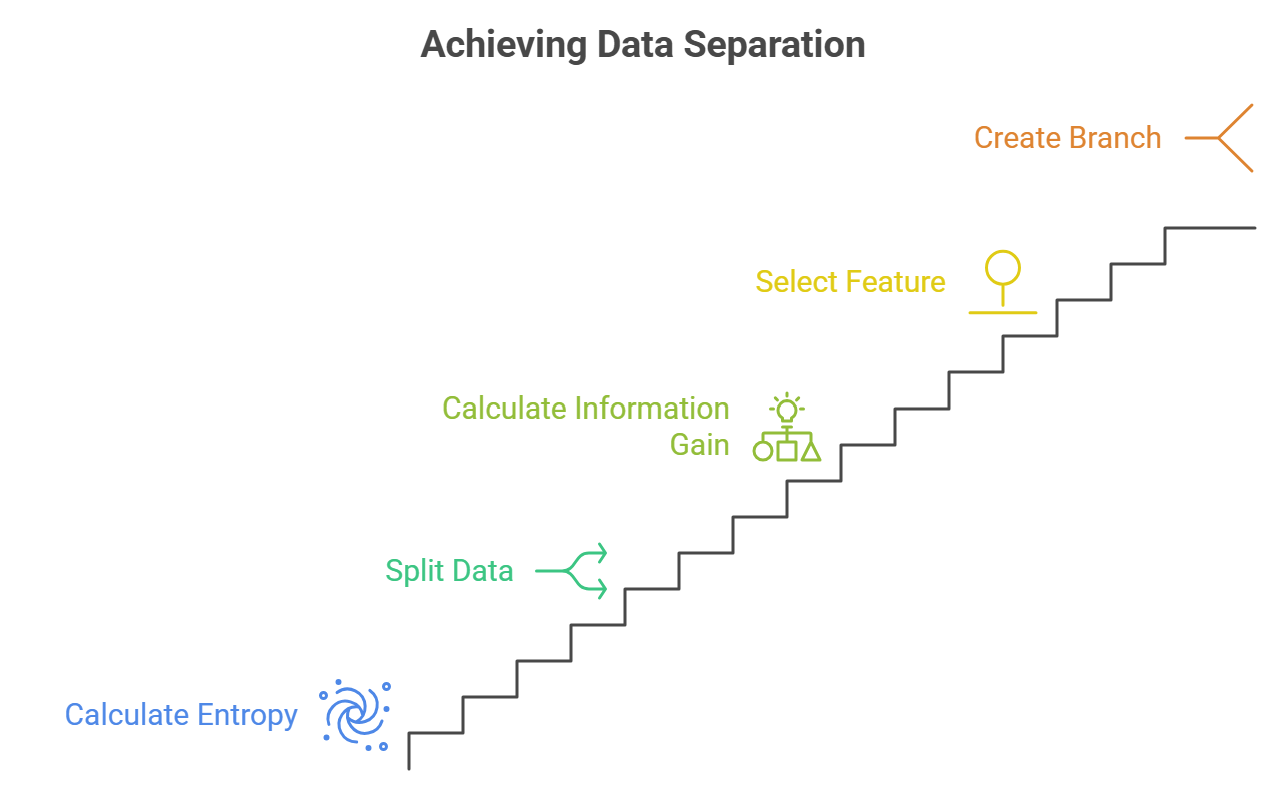 Achieving Data Separation
Create Branch
Select Feature
Calculate Information
Gain
Split Data
Calculate Entropy